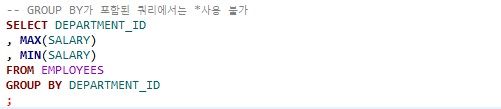 -- GROUP BY가 포함된 쿼리에서는 *사용 불가
SELECT DEPARTMENT_ID
, MAX(SALARY)
, MIN(SALARY)
FROM EMPLOYEES
GROUP BY DEPARTMENT_ID
;